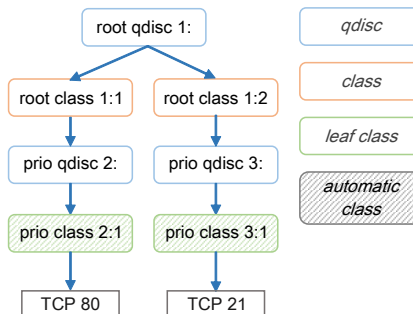 root qdisc 1:
root class 1:1
root class 1:2
prio qdisc 2:
prio qdisc 3:
prio class 2:1
prio class 3:1
TCP 80
TCP 21
qdisc
class
leaf class
automatic
class